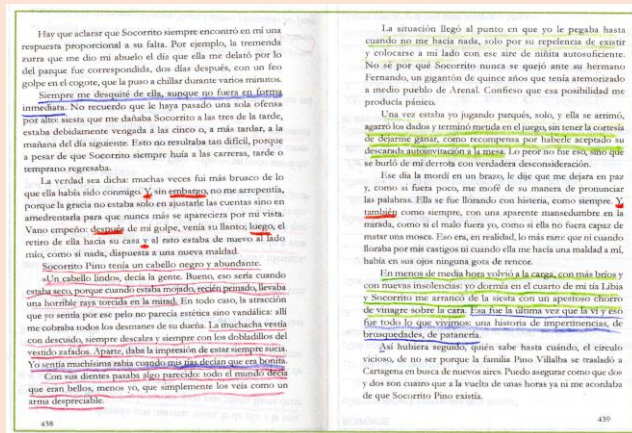 Hay que aclarar que Socorrito siempre encontró en mí una
respuesta proporcional a su falta. Por ejemplo, la tremenda
zurra que me dio mi abuelo el día que ella me delató por lo
del parque fue correspondida, dos días después, con un feo
golpe en el cogote, que la puso a chillar durante varios minutos.
Siempre me desquité de ella, aunque no fuera en forma
inmediata. No recuerdo que le haya pasado una sola ofensa
por alto: siesta que me dañaba Socorrito a las tres de la tarde,
estaba debidamente vengada a las cinco o, a más tardar, a la
mañana del día siguiente. Esto no resultaba tan difícil, porque
a pesar de que Socorrito siempre huía a las carreras, tarde o
temprano regresaba.
La verdad sea dicha: muchas veces fui más brusco de lo
que ella había sido conmigo. Y, sin embargo, no me arrepentía,
porque la gracia no estaba solo en ajustarle las cuentas sino en
amedrentarla para que nunca más se apareciera por mi vista.
Vano empeño: después de mi golpe, venía su llanto; luego, el
retiro de ella hacia su casa y al rato estaba de nuevo al lado
mío, como si nada, dispuesta a una nueva maldad.
Socorrito Pino tenía un cabello negro y abundante.
«Un cabello lindo», decía la gente. Bueno, eso sería cuando
estaba seco, porque cuando estaba mojado, recién peinado, llevaba
una horrible raya torcida en la mitad. En todo caso, la atracción
que yo sentía por ese pelo no parecía estética sino vandálica: allí
me cobraba todos los desmanes de su dueña. La muchacha vestía
con descuido, siempre descalza y siempre con los dobladillos del
vestido zafados. Aparte, daba la impresión de estar siempre sucia.
Yo sentía muchísima rabia cuando mis tías decían que era bonita.
Con sus dientes pasaba algo parecido: todo el mundo decía
que eran bellos, menos yo, que simplemente los veía como un
arma despreciable.
438
La situación llegó al punto en que yo le pegaba hasta
cuando no me hacía nada, solo por su repelencia de existir
y colocarse a mi lado con ese aire de niñita autosuficiente.
No sé por qué Socorrito nunca se quejó ante su hermano
Fernando, un gigantón de quince años que tenía atemorizado
a medio pueblo de Arenal. Confieso que esa posibilidad me
producía pánico.
Una vez estaba yo jugando parqués, solo, y ella se arrimó,
agarró los dados y terminó metida en el juego, sin tener la cortesía
de dejarme ganar, como recompensa por haberle aceptado su
descarada autoinvitación a la mesa. Lo peor no fue eso, sino que
se burló de mi derrota con verdadera desconsideración.
Ese día la mordí en un brazo, le dije que me dejara en paz
y, como si fuera poco, me mofé de su manera de pronunciar
las palabras. Ella se fue llorando con histeria, como siempre. Y
también como siempre, con una aparente mansedumbre en la
mirada, como si el malo fuera yo, como si ella no fuera capaz de
matar una mosca. Eso era, en realidad, lo más raro: que ni cuando
lloraba por mis castigos ni cuando ella me hacía una maldad a mí,
había en sus ojos ninguna gota de rencor.
En menos de media hora volvió a la carga, con más bríos y
con nuevas insolencias: yo dormía en el cuarto de mi tía Libia
y Socorrito me arrancó de la siesta con un apestoso chorro
de vinagre sobre la cara. Esa fue la última vez que la vi y eso
fue todo lo que vivimos: una historia de impertinencias, de
brusquedades, de patanería.
Así hubiera seguido, quién sabe hasta cuándo, el círculo
vicioso, de no ser porque la familia Pino Villalba se trasladó a
Cartagena en busca de nuevos aires. Puedo asegurar como que dos
y dos son cuatro que a la vuelta de unas horas ya ni me acordaba
de que Socorrito Pino existía.
439